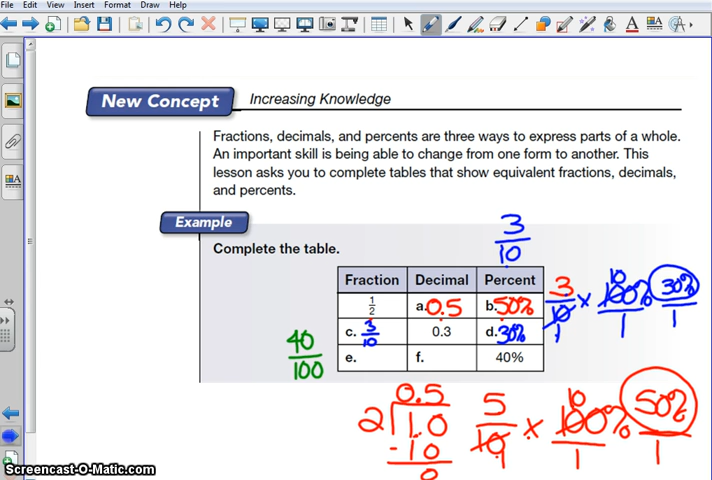 File Edit View Insert Format Draw Help
New Concept Increasing Knowledge
Fractions, decimals, and percents are three ways to express parts of a whole.
An important skill is being able to change from one form to another. This
lesson asks you to complete tables that show equivalent fractions, decimals,
and percents.
Example
Complete the table.
3/10
Fraction Decimal Percent
1/2 a. 0.5 b. 50%
c. 3/10 0.3 d. 30%
e. f. 40%
3/10 × 100%/1 30%/1
10
1
40/100
0.5
2 1.0
-10
0
5/10 × 100%/1 50%/1
10
1
Screencast-O-Matic.com